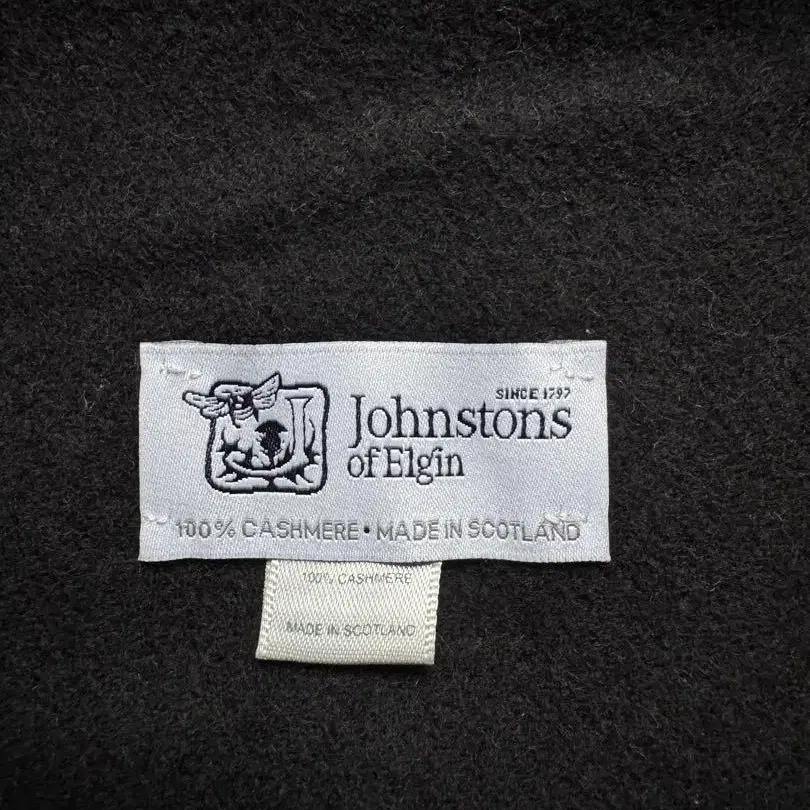 SINCE 1797
Johnstons
of Elgin
100% CASHMERE • MADE IN SCOTLAND
100% CASHMERE
MADE IN SCOTLAND